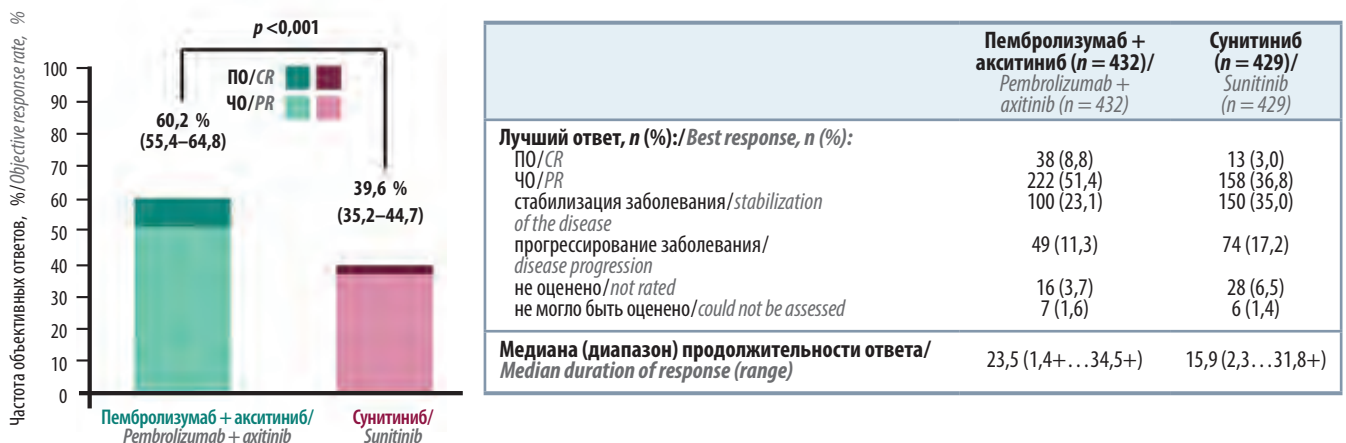 Частота объективных ответов, %/Objective response rate, %
p <0,001
100
90
80
70
60
50
40
30
20
10
0
ПО/CR
ЧО/PR
60,2 %
(55,4–64,8)
39,6 %
(35,2–44,7)
Пембролизумаб + акситиниб/
Pembrolizumab + axitinib
Сунитиниб/
Sunitinib
Пембролизумаб +
акситиниб (n = 432)/
Pembrolizumab +
axitinib (n = 432)
Сунитиниб
(n = 429)/
Sunitinib
(n = 429)
Лучший ответ, n (%):/Best response, n (%):
ПО/CR 38 (8,8) 13 (3,0)
ЧО/PR 222 (51,4) 158 (36,8)
стабилизация заболевания/stabilization 100 (23,1) 150 (35,0)
of the disease
прогрессирование заболевания/ 49 (11,3) 74 (17,2)
disease progression
не оценено/not rated 16 (3,7) 28 (6,5)
не могло быть оценено/could not be assessed 7 (1,6) 6 (1,4)
Медиана (диапазон) продолжительности ответа/
Median duration of response (range)
23,5 (1,4+…34,5+) 15,9 (2,3…31,8+)